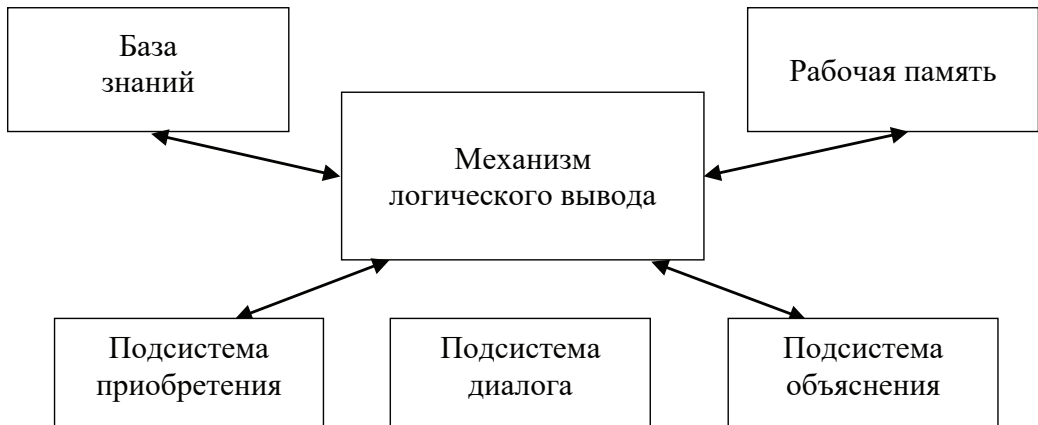 База
знаний
Рабочая память
Механизм
логического вывода
Подсистема
приобретения
Подсистема
диалога
Подсистема
объяснения